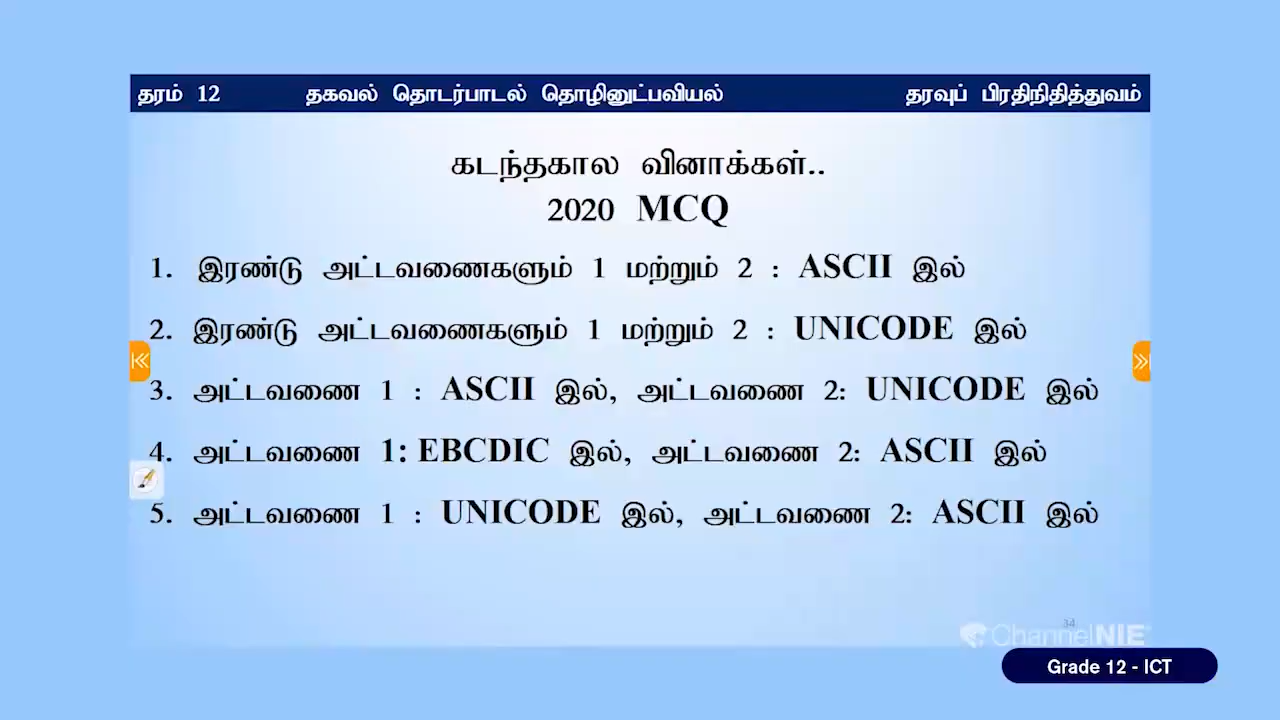 தரம் 12 தகவல் தொடர்பாடல் தொழினுட்பவியல் தரவுப் பிரதிநிதித்துவம்
கடந்தகால வினாக்கள்..
2020 MCQ
1. இரண்டு அட்டவணைகளும் 1 மற்றும் 2 : ASCII இல்
2. இரண்டு அட்டவணைகளும் 1 மற்றும் 2 : UNICODE இல்
3. அட்டவணை 1 : ASCII இல், அட்டவணை 2: UNICODE இல்
4. அட்டவணை 1: EBCDIC இல், அட்டவணை 2: ASCII இல்
5. அட்டவணை 1 : UNICODE இல், அட்டவணை 2: ASCII இல்
34
ChannelNIE
Grade 12 - ICT